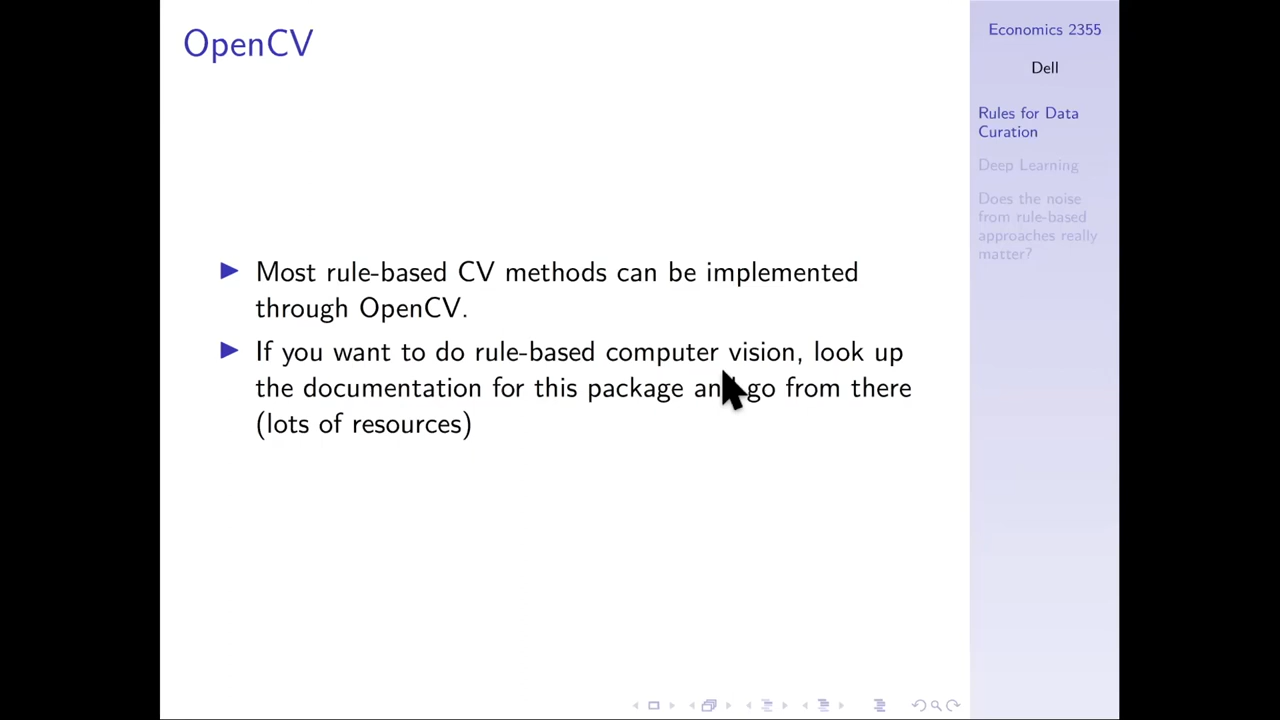 OpenCV
Most rule-based CV methods can be implemented
through OpenCV.
If you want to do rule-based computer vision, look up
the documentation for this package and go from there
(lots of resources)
Economics 2355
Dell
Rules for Data
Curation
Deep Learning
Does the noise
from rule-based
approaches really
matter?